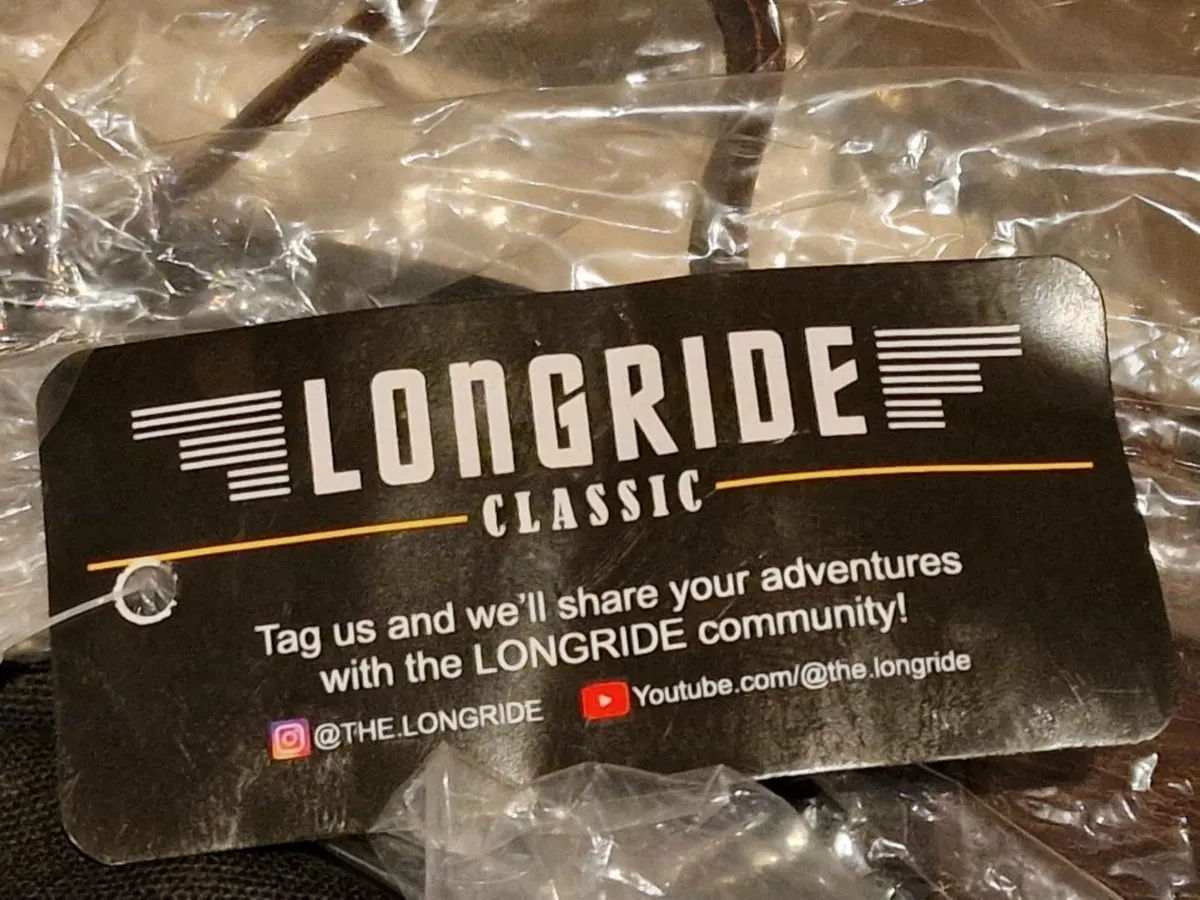 LONGRIDE
CLASSIC
Tag us and we'll share your adventures
with the LONGRIDE community!
@THE.LONGRIDE Youtube.com/@the.longride